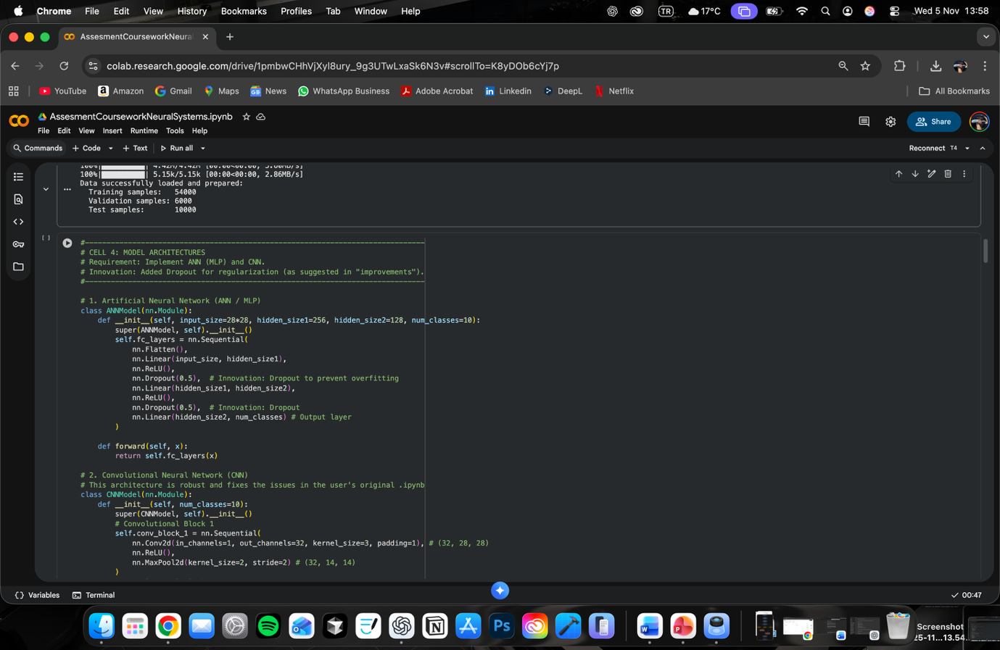 Chrome File Edit View History Bookmarks Profiles Tab Window Help TR 17°C Wed 5 Nov 13:58
AssesmentCourseworkNeural
colab.research.google.com/drive/1pmbwCHhVjXyl8ury_9g3UTwLxaSk6N3v#scrollTo=K8yDOb6cYj7p
YouTube Amazon Gmail Maps News WhatsApp Business Adobe Acrobat Linkedin DeepL Netflix All Bookmarks
AssesmentCourseworkNeuralSystems.ipynb
File Edit View Insert Runtime Tools Help
Share
Commands + Code + Text Run all Reconnect T4
100%| 4.42M/4.42M [00:00<00:00,
100%| 5.15k/5.15k [00:00<00:00, 2.86MB/s]
Data successfully loaded and prepared:
Training samples: 54000
Validation samples: 6000
Test samples: 10000
[ ]
#-------------------------------------------------------------------------------
# CELL 4: MODEL ARCHITECTURES
# Requirement: Implement ANN (MLP) and CNN.
# Innovation: Added Dropout for regularization (as suggested in "improvements").
#-------------------------------------------------------------------------------
# 1. Artificial Neural Network (ANN / MLP)
class ANNModel(nn.Module):
def __init__(self, input_size=28*28, hidden_size1=256, hidden_size2=128, num_classes=10):
super(ANNModel, self).__init__()
self.fc_layers = nn.Sequential(
nn.Flatten(),
nn.Linear(input_size, hidden_size1),
nn.ReLU(),
nn.Dropout(0.5), # Innovation: Dropout to prevent overfitting
nn.Linear(hidden_size1, hidden_size2),
nn.ReLU(),
nn.Dropout(0.5), # Innovation: Dropout
nn.Linear(hidden_size2, num_classes) # Output layer
)
def forward(self, x):
return self.fc_layers(x)
# 2. Convolutional Neural Network (CNN)
# This architecture is robust and fixes the issues in the user's original .ipynb
class CNNModel(nn.Module):
def __init__(self, num_classes=10):
super(CNNModel, self).__init__()
# Convolutional Block 1
self.conv_block_1 = nn.Sequential(
nn.Conv2d(in_channels=1, out_channels=32, kernel_size=3, padding=1), # (32, 28, 28)
nn.ReLU(),
nn.MaxPool2d(kernel_size=2, stride=2) # (32, 14, 14)
)
{} Variables Terminal 00:47
Screenshot
25-11...13.54.